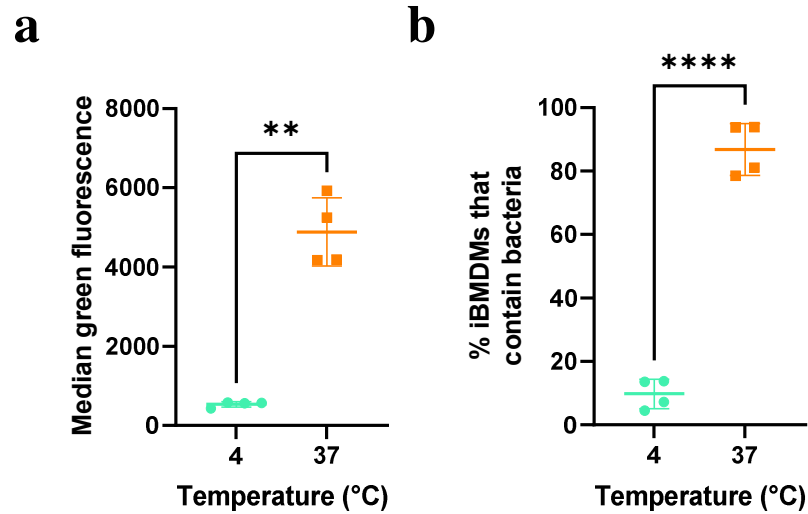 a
**
Median green fluorescence
8000
6000
4000
2000
0
4
37
Temperature (°C)
b
****
% iBMDMs that
contain bacteria
100
80
60
40
20
0
4
37
Temperature (°C)